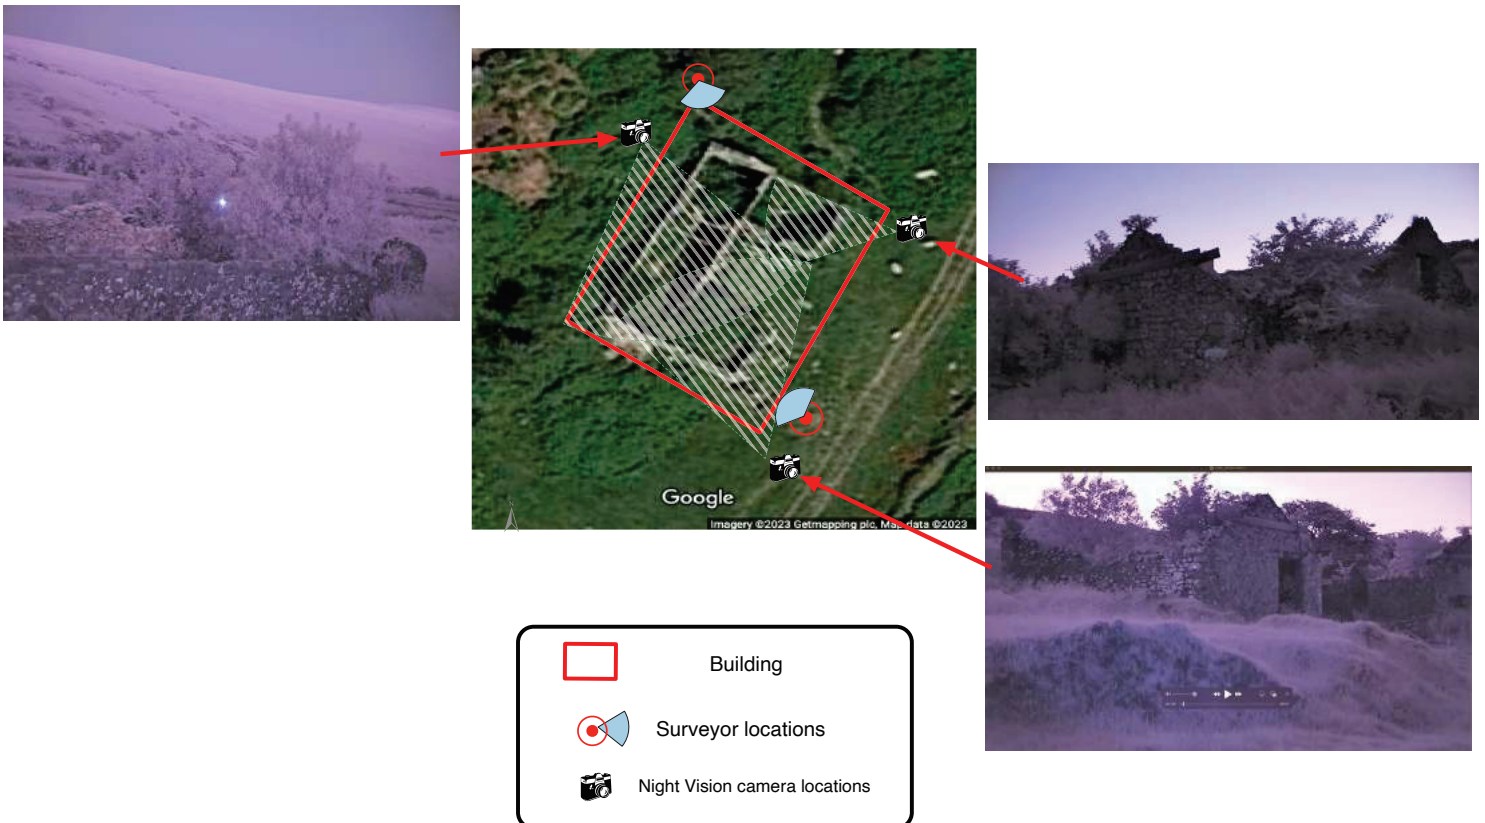 Google
Imagery ©2023 Getmapping plc, Map data ©2023
Building
Surveyor locations
Night Vision camera locations